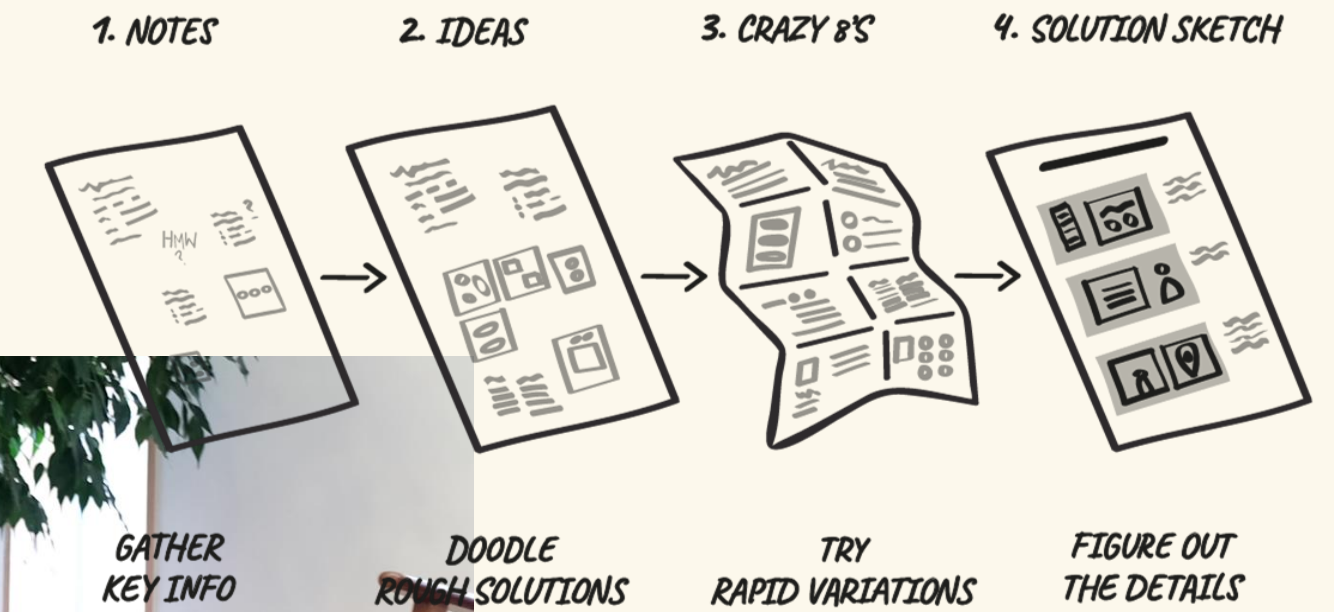 1. NOTES
2. IDEAS
3. CRAZY 8'S
4. SOLUTION SKETCH
HMW
?
?
GATHER
KEY INFO
DOODLE
ROUGH SOLUTIONS
TRY
RAPID VARIATIONS
FIGURE OUT
THE DETAILS